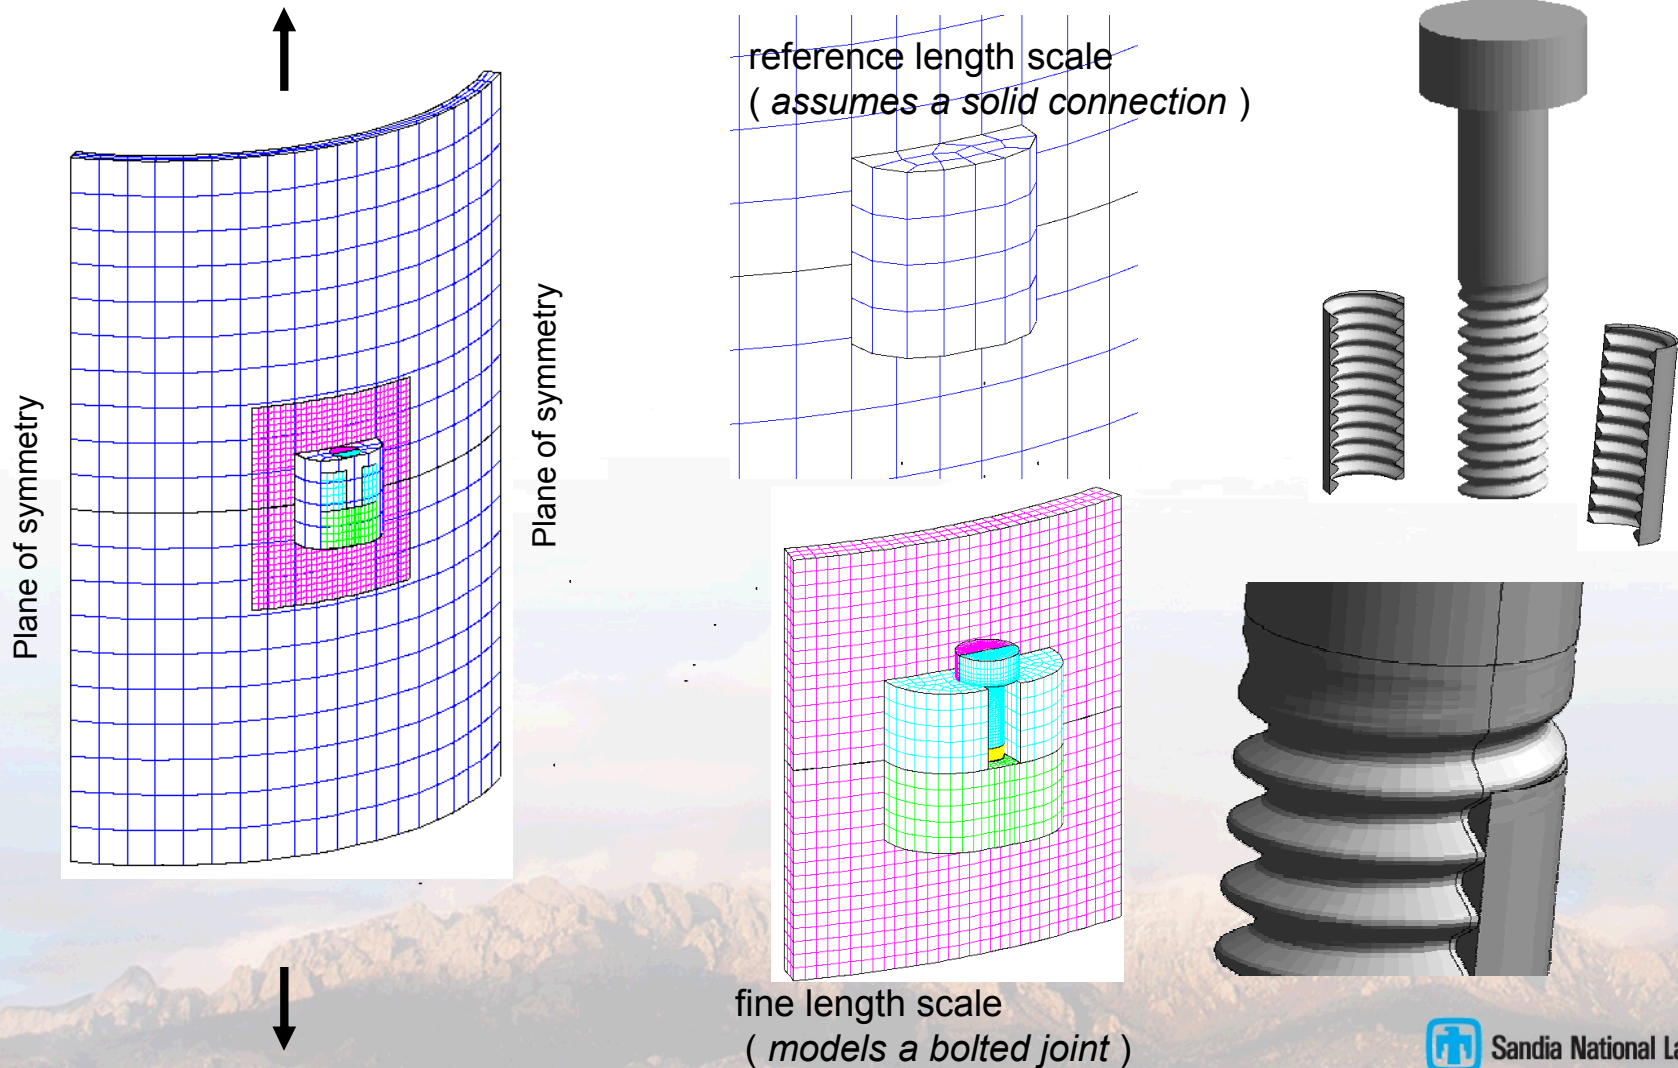 Plane of symmetry
Plane of symmetry
reference length scale
( assumes a solid connection )
fine length scale
( models a bolted joint )
Sandia National La